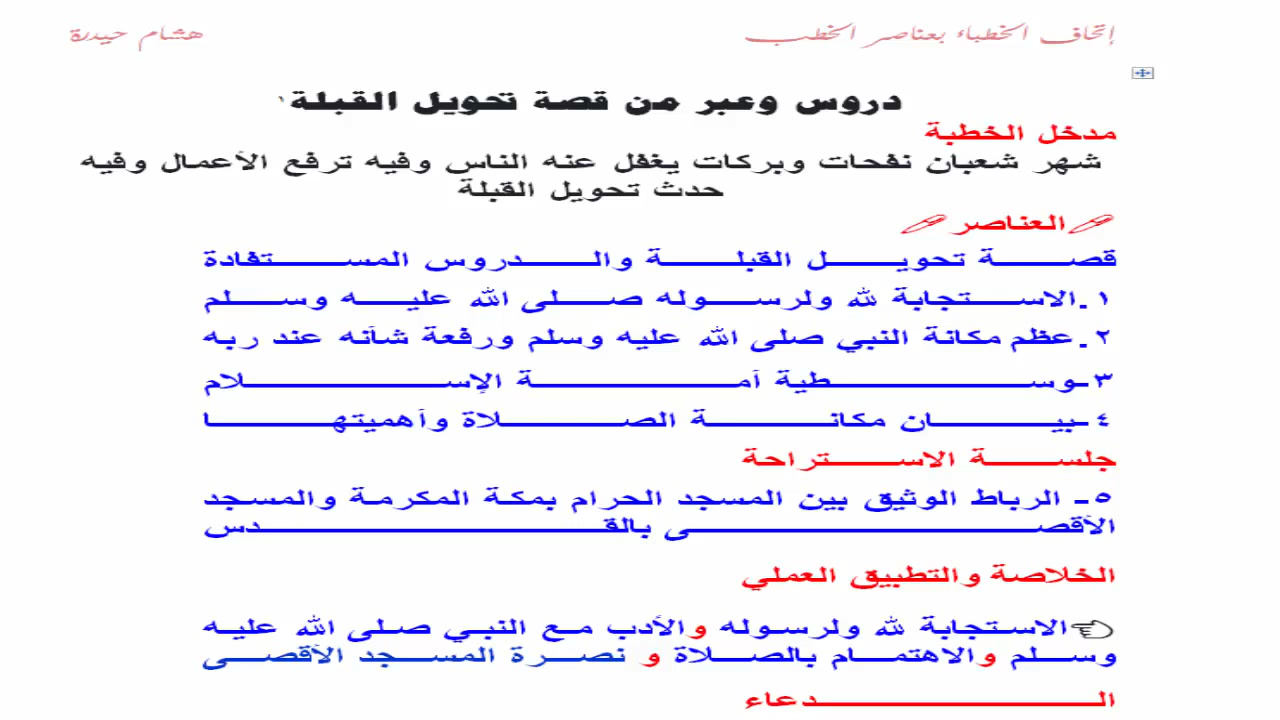 إتحاف الخطباء بعناصر الخطب هشام حيدرة
دروس وعبر من قصة تحويل القبلة١
مدخل الخطبة
شهر شعبان نفحات وبركات يغفل عنه الناس وفيه ترفع الأعمال وفيه
حدث تحويل القبلة
العناصر
قصة تحويل القبلة والدروس المستفادة
١.الاستجابة لله ولرسوله صلى الله عليه وسلم
٢.عظم مكانة النبي صلى الله عليه وسلم ورفعة شأنه عند ربه
٣-وسطية أمة الإسلام
٤-بيان مكانة الصلاة وأهميتها
جلسة الاستراحة
٥- الرباط الوثيق بين المسجد الحرام بمكة المكرمة والمسجد
الأقصى بالقدس
الخلاصة والتطبيق العملي
الاستجابة لله ولرسوله والأدب مع النبي صلى الله عليه
وسلم والاهتمام بالصلاة و نصرة المسجد الأقصى
الدعاء